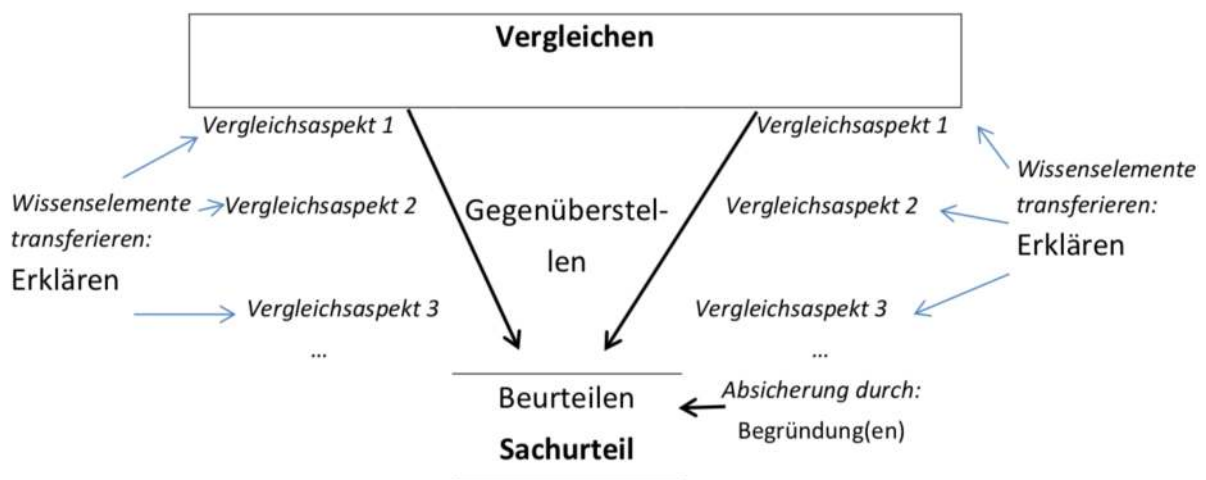 Vergleichen
Vergleichsaspekt 1
Vergleichsaspekt 1
Wissenselemente
transferieren:
Erklären
Vergleichsaspekt 2
Gegenüberstel-
len
Vergleichsaspekt 2
Wissenselemente
transferieren:
Erklären
Vergleichsaspekt 3
Vergleichsaspekt 3
...
...
Beurteilen
Sachurteil
Absicherung durch:
Begründung(en)